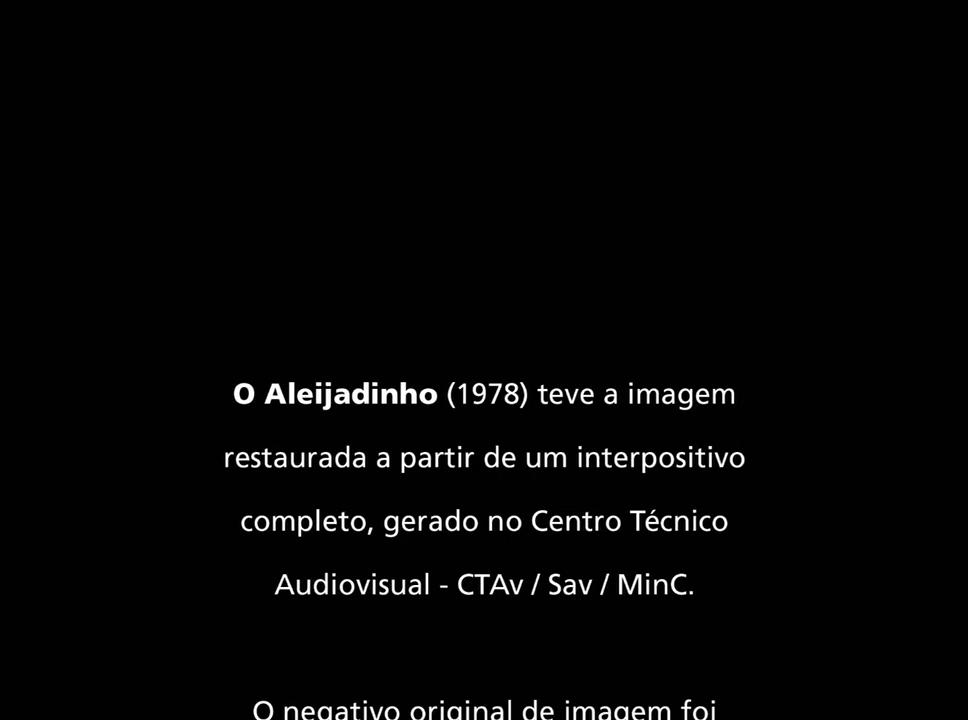 O Aleijadinho (1978) teve a imagem
restaurada a partir de um interpositivo
completo, gerado no Centro Técnico
Audiovisual - CTAv / Sav / MinC.
O negativo original de imagem foi